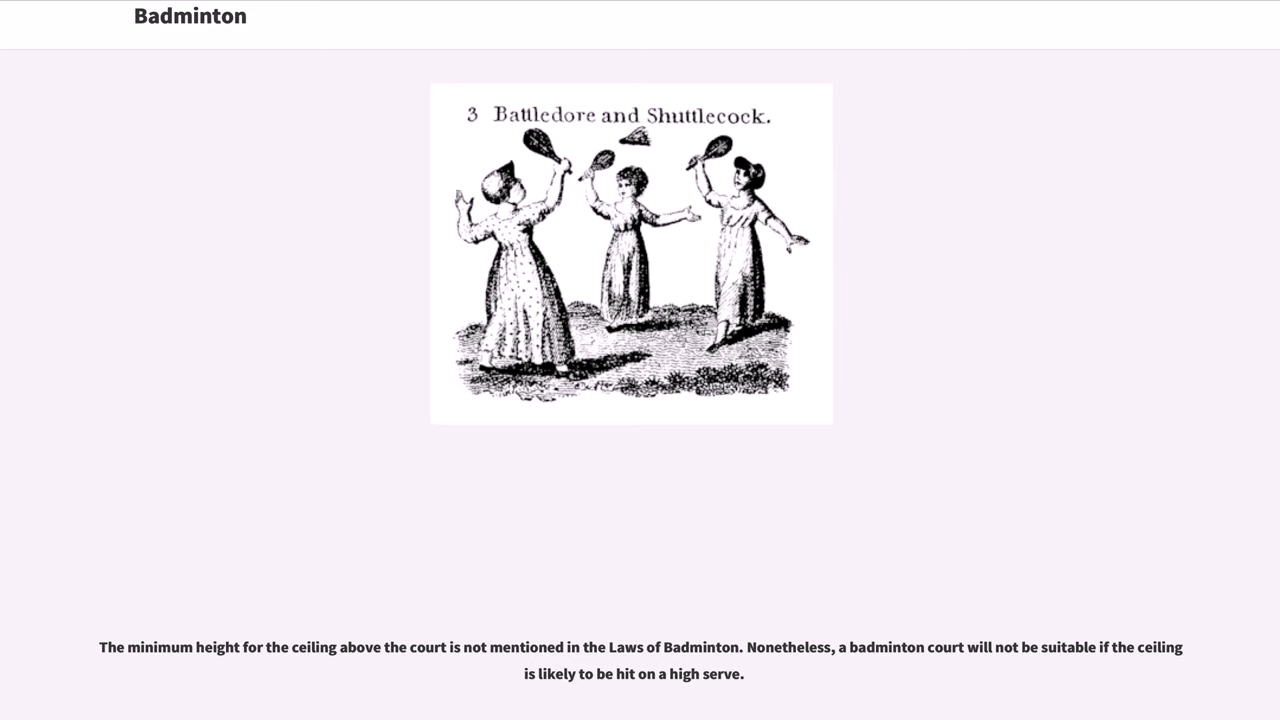 Badminton
3 Battledore and Shuttlecock.
The minimum height for the ceiling above the court is not mentioned in the Laws of Badminton. Nonetheless, a badminton court will not be suitable if the ceiling
is likely to be hit on a high serve.